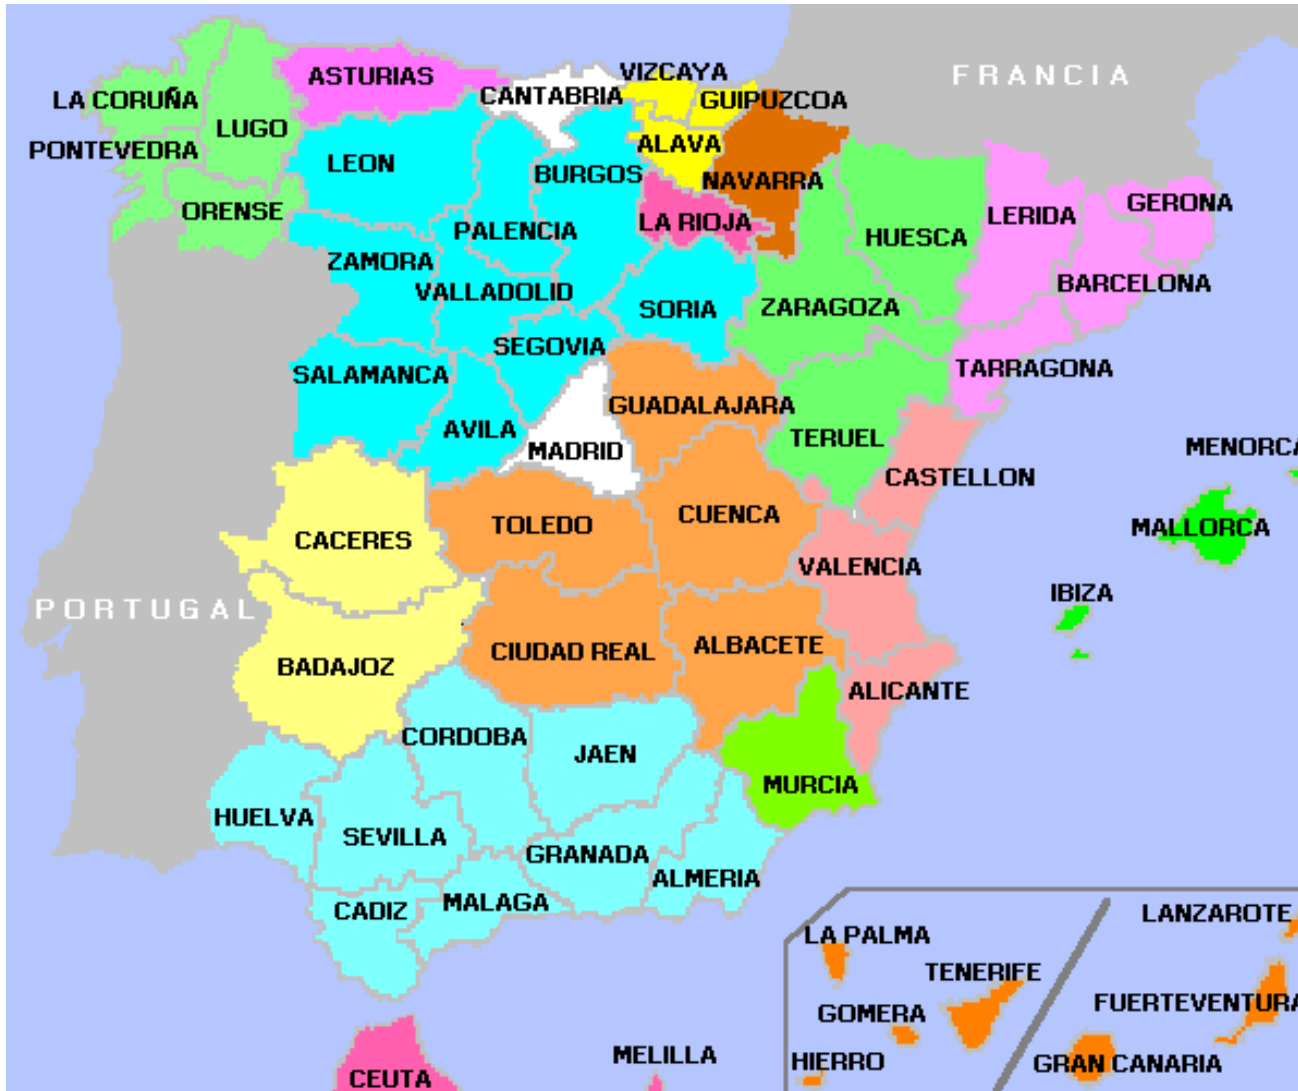 FRANCIA
VIZCAYA
ASTURIAS
CANTABRIA
LA CORUÑA
GUIPUZCOA
LUGO
ALAVA
PONTEVEDRA
LEON
BURGOS
NAVARRA
ORENSE
GERONA
LERIDA
LA RIOJA
PALENCIA
HUESCA
ZAMORA
BARCELONA
VALLADOLID
SORIA
ZARAGOZA
SEGOVIA
TARRAGONA
SALAMANCA
GUADALAJARA
AVILA
TERUEL
MADRID
MENORCA
CASTELLON
CUENCA
TOLEDO
MALLORCA
CACERES
VALENCIA
IBIZA
PORTUGAL
ALBACETE
CIUDAD REAL
BADAJOZ
ALICANTE
CORDOBA
JAEN
MURCIA
HUELVA
SEVILLA
GRANADA
ALMERIA
MALAGA
CADIZ
LANZAROTE
LA PALMA
TENERIFE
FUERTEVENTURA
GOMERA
MELILLA
HIERRO
GRAN CANARIA
CEUTA